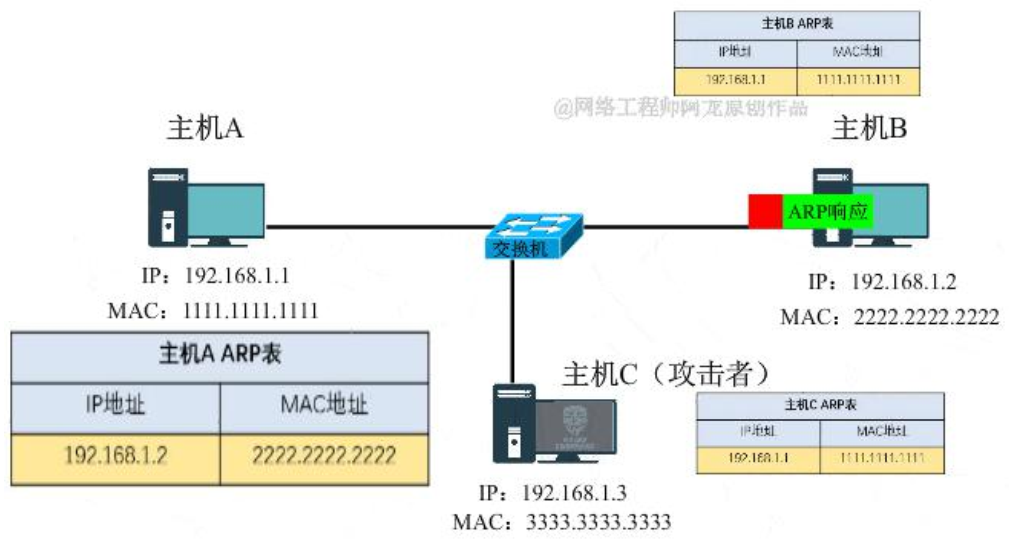 主机B ARP表
IP地址 MAC地址
192.168.1.1 1111.1111.1111
@网络工程师阿龙原创作品
主机A
主机B
ARP响应
交换机
IP：192.168.1.1
MAC：1111.1111.1111
IP：192.168.1.2
MAC：2222.2222.2222
主机A ARP表
IP地址 MAC地址
192.168.1.2 2222.2222.2222
主机C（攻击者）
主机C ARP表
IP地址 MAC地址
192.168.1.1 1111.1111.1111
IP：192.168.1.3
MAC：3333.3333.3333